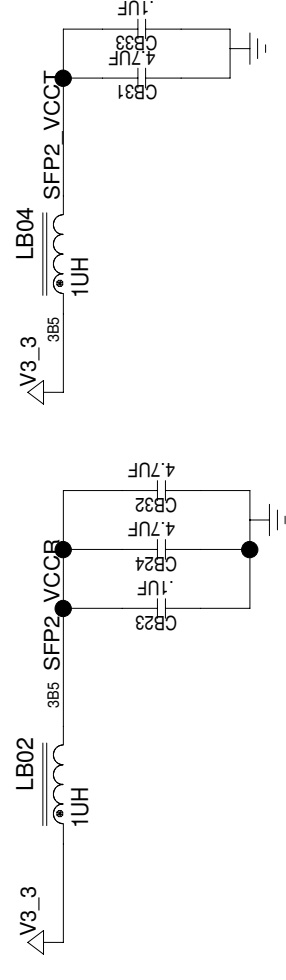 V3_3
LB04
1UH
3B5
SFP2_VCCT
4.7UF
CB31
.1UF
CB33
V3_3
LB02
1UH
3B5
SFP2_VCCR
.1UF
CB23
4.7UF
CB24
4.7UF
CB32